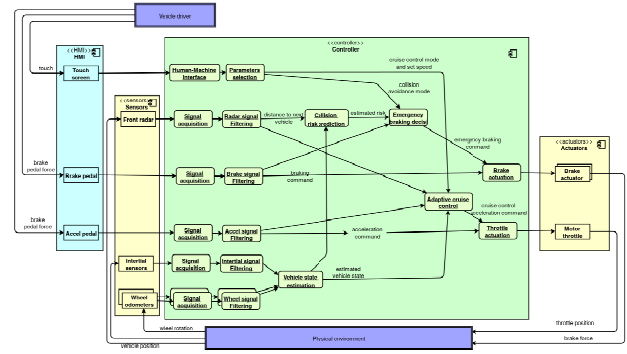 Vehicle driver
<<HMI>>
HMI
<<controller>>
Controller
cruise control mode
and set speed
touch
Touch
screen
Human-Machine
Interface
Parameters
selection
collision
avoidance mode
<<sensors>>
Sensors
Front radar
Signal
acquisition
Radar signal
Filtering
distance to next
vehicle
Collision
risk prediction
estimated risk
Emergency
braking decis
emergency braking
command
<<actuators>>
Actuators
brake
pedal force
Brake pedal
Signal
acquisition
Brake signal
Filtering
braking
command
Brake
actuation
Brake
actuator
Adaptive cruise
control
cruise control
acceleration command
brake
pedal force
Accel pedal
Signal
acquisition
Accel signal
Filtering
acceleration
command
Throttle
actuation
Motor
throttle
Intertial
sensors
Signal
acquisition
Intertial signal
Filtering
Vehicle state
estimation
estimated
vehicle state
Wheel
odometers
Signal
acquisition
Wheel signal
Filtering
wheel rotation
throttle position
Physical environment
brake force
vehicle position